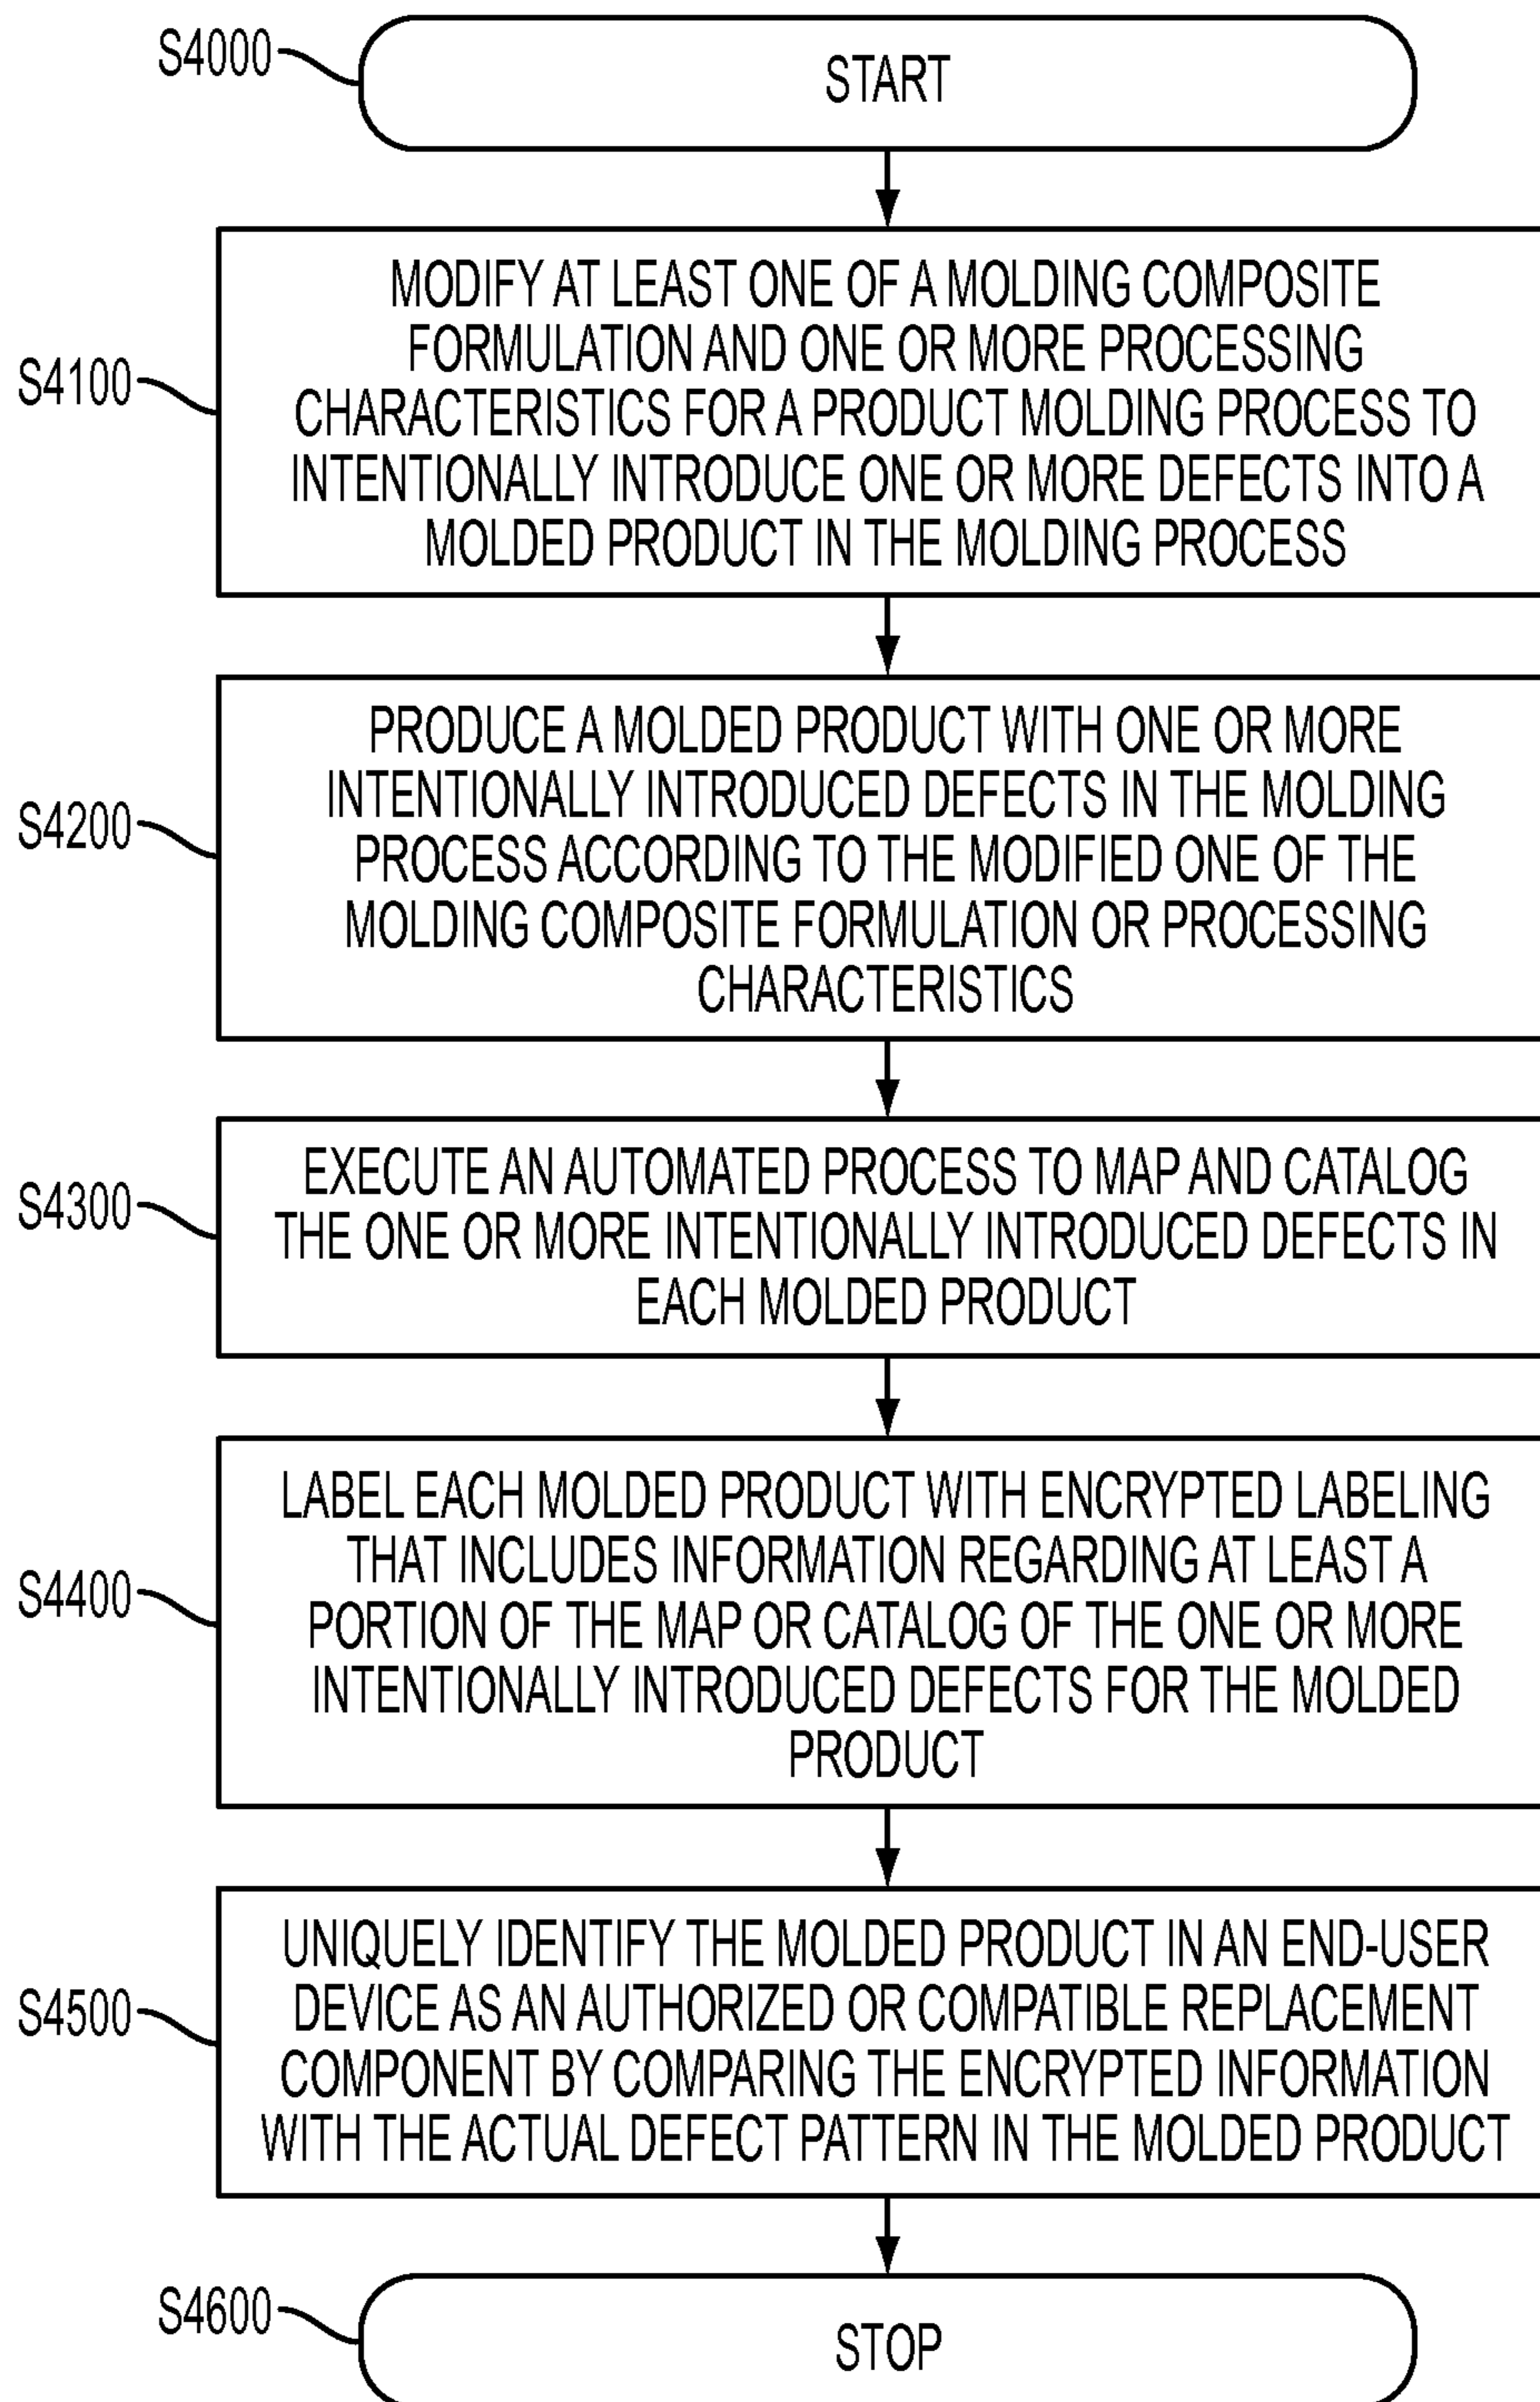 S4000
START
S4100
MODIFY AT LEAST ONE OF A MOLDING COMPOSITE
FORMULATION AND ONE OR MORE PROCESSING
CHARACTERISTICS FOR A PRODUCT MOLDING PROCESS TO
INTENTIONALLY INTRODUCE ONE OR MORE DEFECTS INTO A
MOLDED PRODUCT IN THE MOLDING PROCESS
S4200
PRODUCE A MOLDED PRODUCT WITH ONE OR MORE
INTENTIONALLY INTRODUCED DEFECTS IN THE MOLDING
PROCESS ACCORDING TO THE MODIFIED ONE OF THE
MOLDING COMPOSITE FORMULATION OR PROCESSING
CHARACTERISTICS
S4300
EXECUTE AN AUTOMATED PROCESS TO MAP AND CATALOG
THE ONE OR MORE INTENTIONALLY INTRODUCED DEFECTS IN
EACH MOLDED PRODUCT
S4400
LABEL EACH MOLDED PRODUCT WITH ENCRYPTED LABELING
THAT INCLUDES INFORMATION REGARDING AT LEAST A
PORTION OF THE MAP OR CATALOG OF THE ONE OR MORE
INTENTIONALLY INTRODUCED DEFECTS FOR THE MOLDED
PRODUCT
S4500
UNIQUELY IDENTIFY THE MOLDED PRODUCT IN AN END-USER
DEVICE AS AN AUTHORIZED OR COMPATIBLE REPLACEMENT
COMPONENT BY COMPARING THE ENCRYPTED INFORMATION
WITH THE ACTUAL DEFECT PATTERN IN THE MOLDED PRODUCT
S4600
STOP